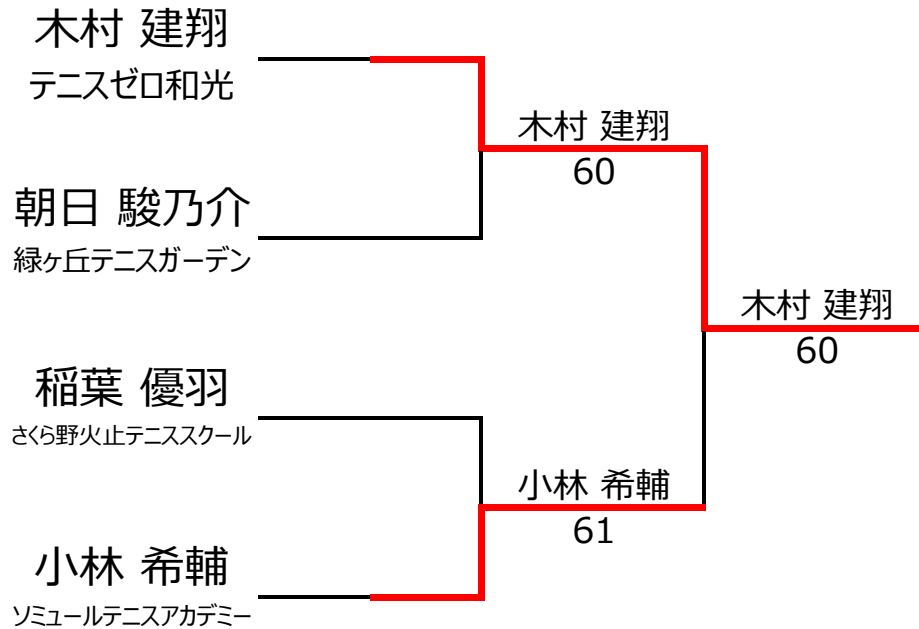 木村 建翔
テニスゼロ和光
朝日 駿乃介
緑ヶ丘テニスガーデン
稲葉 優羽
さくら野火止テニススクール
小林 希輔
ソミュールテニスアカデミー
木村 建翔
60
小林 希輔
61
木村 建翔
60